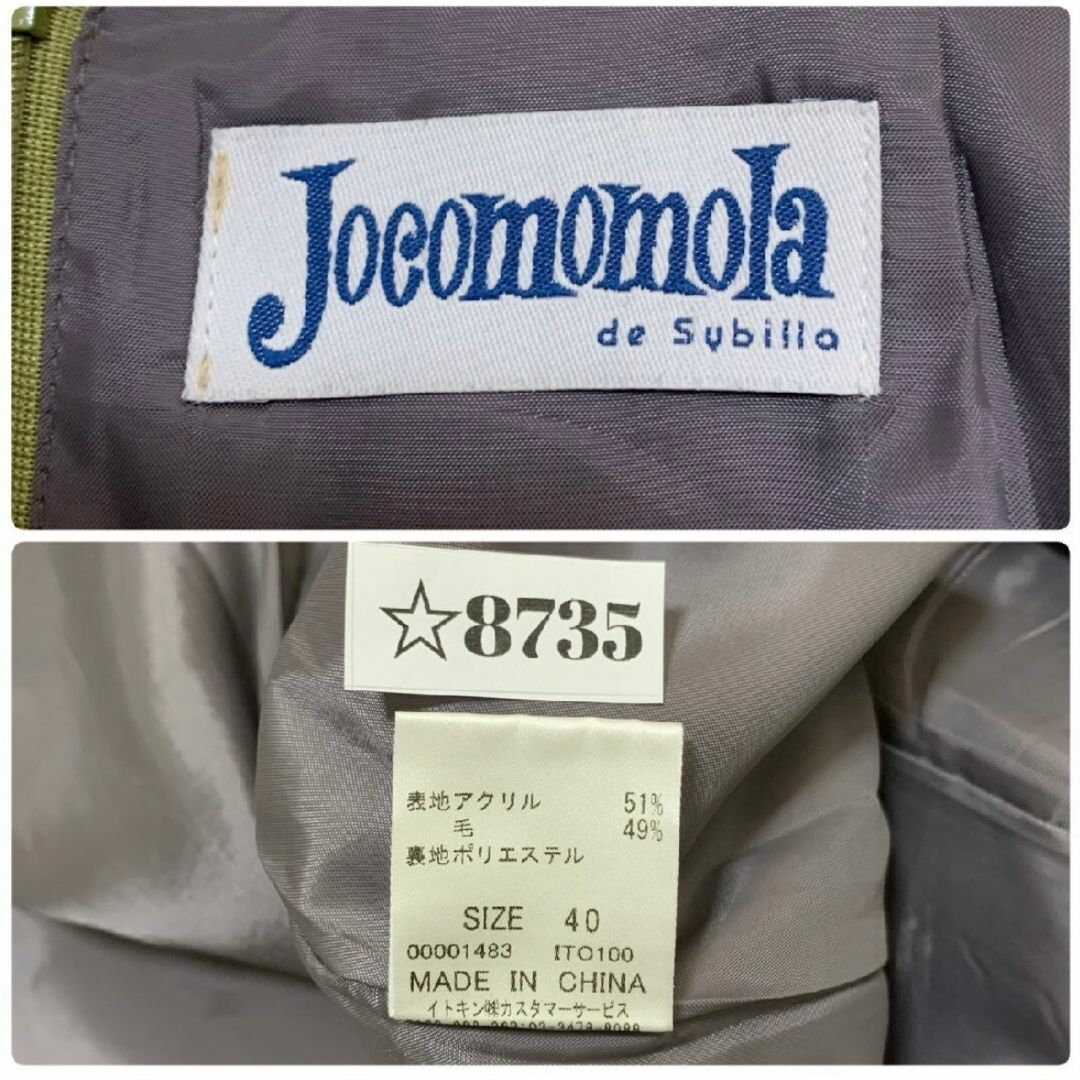 Jocomomola
de Sybilla
☆8735
表地アクリル 51%
毛 49%
裏地ポリエステル
SIZE 40
00001483 ITC100
MADE IN CHINA
イトキン㈱カスタマーサービス